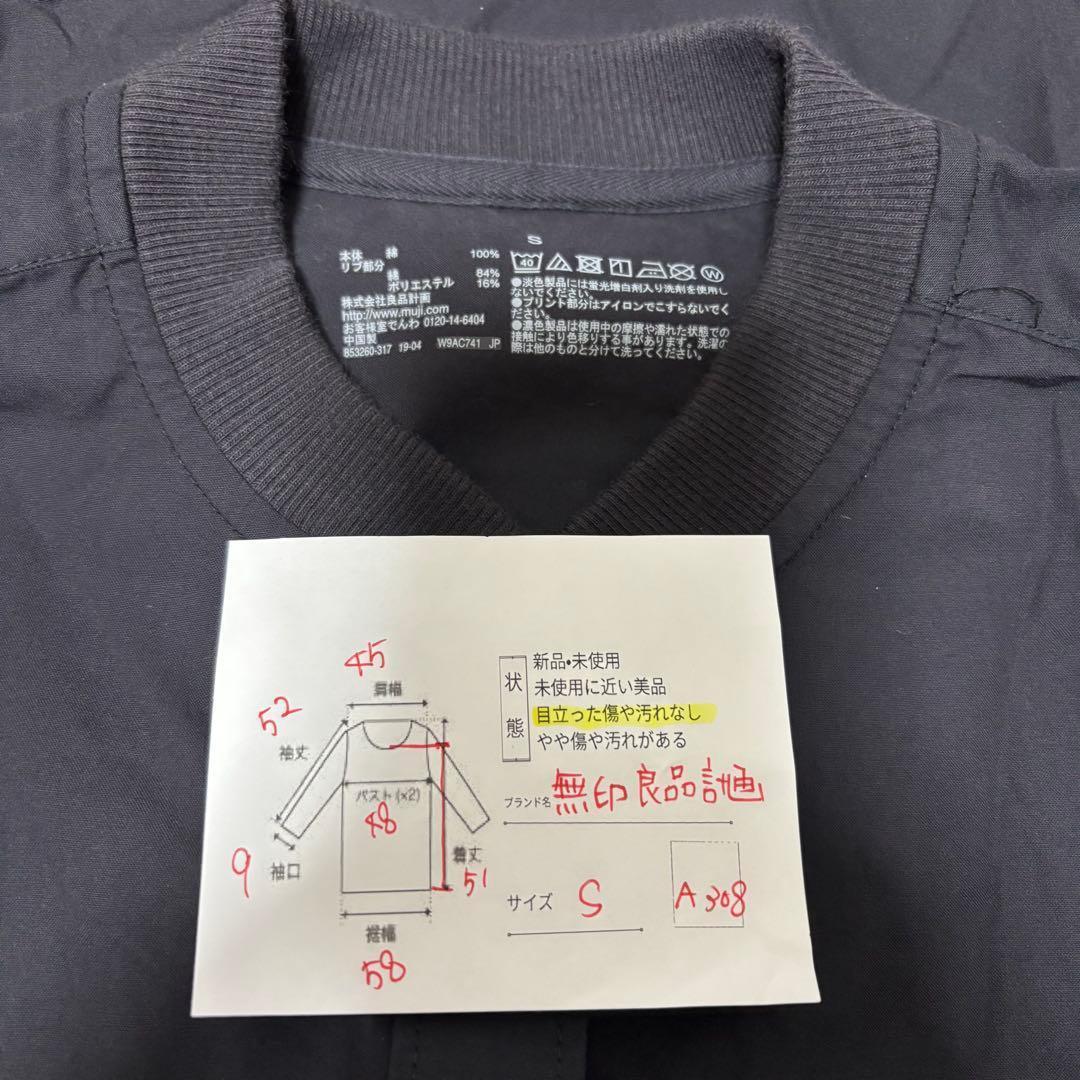 S
本体 綿 100%
リブ部分
綿 84%
ポリエステル 16%
株式会社良品計画
http://www.muji.com
お客様室でんわ 0120-14-6404
中国製
853260-317 19-04 W9AC741 JP
40 W
●淡色製品には蛍光増白剤入り洗剤を使用し
ないでください。
●プリント部分はアイロンでこすらないでく
ださい。
●濃色製品は使用中の摩擦や濡れた状態での
接触により色移りする事があります。洗濯の
際は他のものと分けて洗ってください。
45
肩幅
52
袖丈
バスト(×2)
48
9
袖口
着丈
51
裾幅
58
状態
新品・未使用
未使用に近い美品
目立った傷や汚れなし
やや傷や汚れがある
ブランド名 無印良品計画
サイズ S
A308